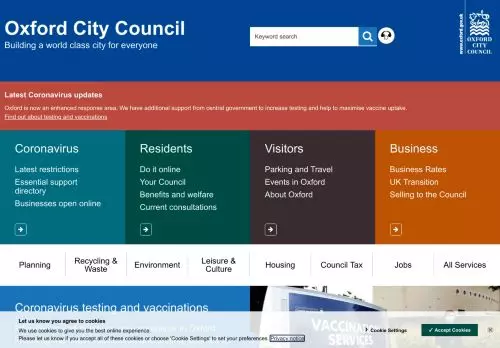 Oxford City Council
Building a world class city for everyone
Keyword search
www.oxford.gov.uk
OXFORD
CITY
COUNCIL
Latest Coronavirus updates
Oxford is now an enhanced response area. We have additional support from central government to increase testing and help to maximise vaccine uptake.
Find out about testing and vaccinations
Coronavirus
Latest restrictions
Essential support
directory
Businesses open online
Residents
Do it online
Your Council
Benefits and welfare
Current consultations
Visitors
Parking and Travel
Events in Oxford
About Oxford
Business
Business Rates
UK Transition
Selling to the Council
Planning
Recycling &
Waste
Environment
Leisure &
Culture
Housing
Council Tax
Jobs
All Services
Coronavirus testing and vaccinations
VACCINATION
SERVICES
Let us know you agree to cookies
We use cookies to give you the best online experience.
Please let us know if you accept all of these cookies or choose 'Cookie Settings' to set your preferences. Privacy notice
Cookie Settings
✓ Accept Cookies